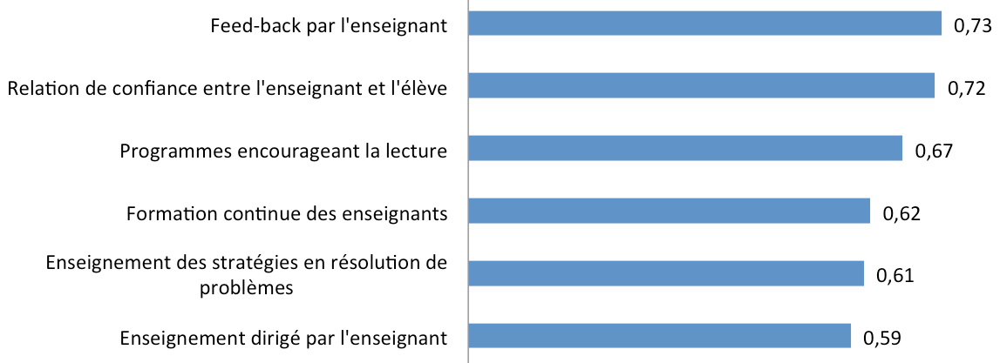 Feed-back par l'enseignant 0,73
Relation de confiance entre l'enseignant et l'élève 0,72
Programmes encourageant la lecture 0,67
Formation continue des enseignants 0,62
Enseignement des stratégies en résolution de
problèmes 0,61
Enseignement dirigé par l'enseignant 0,59